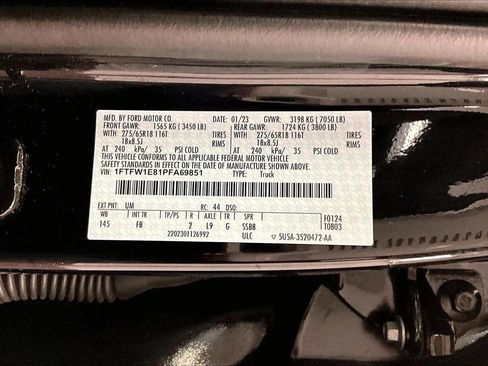 MFD. BY FORD MOTOR CO. 01/23 GVWR: 3198 KG ( 7050 LB)
FRONT GAWR: 1565 KG ( 3450 LB) REAR GAWR: 1724 KG ( 3800 LB)
WITH 275/65R18 116T TIRES WITH 275/65R18 116T TIRES
18x8.5J RIMS 18x8.5J RIMS
AT 240 kPa/ 35 PSI COLD AT 240 kPa/ 35 PSI COLD
THIS VEHICLE CONFORMS TO ALL APPLICABLE FEDERAL MOTOR VEHICLE
SAFETY STANDARDS IN EFFECT ON THE DATE OF MANUFACTURE SHOWN ABOVE.
VIN: 1FTFW1E81PFA69851 TYPE: Truck
EXT PNT: UM RC: 44 DSO: F0124
WB INT TR TP/PS R AXLE TR SPR T0803
145 FB 2 L9 G SSBB
2202301126992 ULC 5U5A-3520472-AA